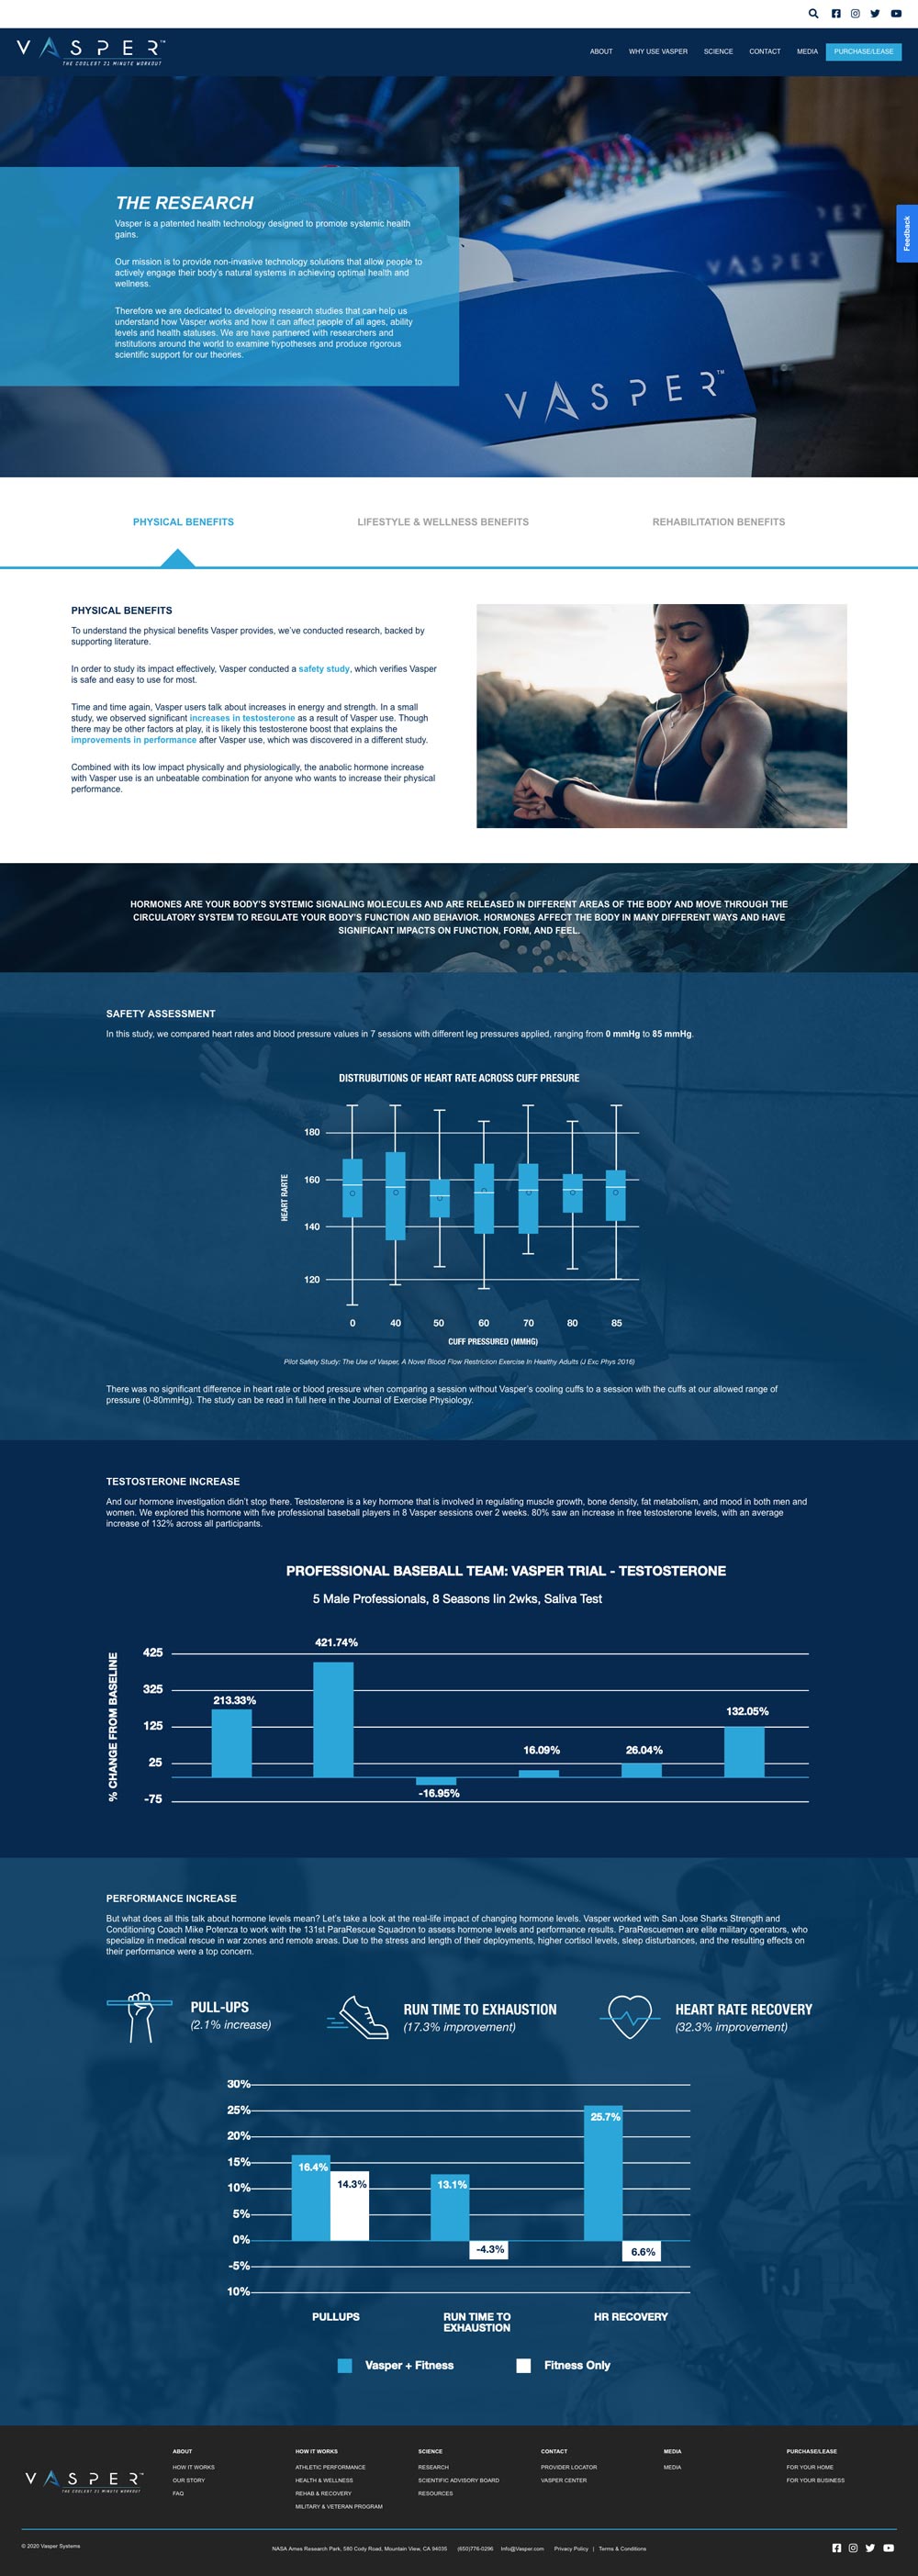 VASPER™
THE COOLEST 21 MINUTE WORKOUT
ABOUT
WHY USE VASPER
SCIENCE
CONTACT
MEDIA
PURCHASE/LEASE
Feedback
THE RESEARCH
Vasper is a patented health technology designed to promote systemic health
gains.
Our mission is to provide non-invasive technology solutions that allow people to
actively engage their body's natural systems in achieving optimal health and
wellness.
Therefore we are dedicated to developing research studies that can help us
understand how Vasper works and how it can affect people of all ages, ability
levels and health statuses. We are have partnered with researchers and
institutions around the world to examine hypotheses and produce rigorous
scientific support for our theories.
VASPER
VASPER™
PHYSICAL BENEFITS
LIFESTYLE & WELLNESS BENEFITS
REHABILITATION BENEFITS
PHYSICAL BENEFITS
To understand the physical benefits Vasper provides, we've conducted research, backed by
supporting literature.
In order to study its impact effectively, Vasper conducted a safety study, which verifies Vasper
is safe and easy to use for most.
Time and time again, Vasper users talk about increases in energy and strength. In a small
study, we observed significant increases in testosterone as a result of Vasper use. Though
there may be other factors at play, it is likely this testosterone boost that explains the
improvements in performance after Vasper use, which was discovered in a different study.
Combined with its low impact physically and physiologically, the anabolic hormone increase
with Vasper use is an unbeatable combination for anyone who wants to increase their physical
performance.
HORMONES ARE YOUR BODY'S SYSTEMIC SIGNALING MOLECULES AND ARE RELEASED IN DIFFERENT AREAS OF THE BODY AND MOVE THROUGH THE
CIRCULATORY SYSTEM TO REGULATE YOUR BODY'S FUNCTION AND BEHAVIOR. HORMONES AFFECT THE BODY IN MANY DIFFERENT WAYS AND HAVE
SIGNIFICANT IMPACTS ON FUNCTION, FORM, AND FEEL.
SAFETY ASSESSMENT
In this study, we compared heart rates and blood pressure values in 7 sessions with different leg pressures applied, ranging from 0 mmHg to 85 mmHg.
DISTRUBUTIONS OF HEART RATE ACROSS CUFF PRESURE
HEART RARTE
180
160
140
120
0 40 50 60 70 80 85
CUFF PRESSURED (MMHG)
Pilot Safety Study: The Use of Vasper, A Novel Blood Flow Restriction Exercise In Healthy Adults (J Exc Phys 2016)
There was no significant difference in heart rate or blood pressure when comparing a session without Vasper's cooling cuffs to a session with the cuffs at our allowed range of
pressure (0-80mmHg). The study can be read in full here in the Journal of Exercise Physiology.
TESTOSTERONE INCREASE
And our hormone investigation didn't stop there. Testosterone is a key hormone that is involved in regulating muscle growth, bone density, fat metabolism, and mood in both men and
women. We explored this hormone with five professional baseball players in 8 Vasper sessions over 2 weeks. 80% saw an increase in free testosterone levels, with an average
increase of 132% across all participants.
PROFESSIONAL BASEBALL TEAM: VASPER TRIAL - TESTOSTERONE
5 Male Professionals, 8 Seasons Iin 2wks, Saliva Test
% CHANGE FROM BASELINE
425
325
125
25
-75
213.33%
421.74%
-16.95%
16.09%
26.04%
132.05%
PERFORMANCE INCREASE
But what does all this talk about hormone levels mean? Let's take a look at the real-life impact of changing hormone levels. Vasper worked with San Jose Sharks Strength and
Conditioning Coach Mike Potenza to work with the 131st ParaRescue Squadron to assess hormone levels and performance results. ParaRescuemen are elite military operators, who
specialize in medical rescue in war zones and remote areas. Due to the stress and length of their deployments, higher cortisol levels, sleep disturbances, and the resulting effects on
their performance were a top concern.
PULL-UPS
(2.1% increase)
RUN TIME TO EXHAUSTION
(17.3% improvement)
HEART RATE RECOVERY
(32.3% improvement)
30%
25%
20%
15%
10%
5%
0%
-5%
10%
16.4%
14.3%
13.1%
-4.3%
25.7%
6.6%
PULLUPS
RUN TIME TO
EXHAUSTION
HR RECOVERY
Vasper + Fitness
Fitness Only
VASPER™
THE COOLEST 21 MINUTE WORKOUT
ABOUT
HOW IT WORKS
OUR STORY
FAQ
HOW IT WORKS
ATHLETIC PERFORMANCE
HEALTH & WELLNESS
REHAB & RECOVERY
MILITARY & VETERAN PROGRAM
SCIENCE
RESEARCH
SCIENTIFIC ADVISORY BOARD
RESOURCES
CONTACT
PROVIDER LOCATOR
VASPER CENTER
MEDIA
MEDIA
PURCHASE/LEASE
FOR YOUR HOME
FOR YOUR BUSINESS
© 2020 Vasper Systems
NASA Ames Research Park, 580 Cody Road, Mountain View, CA 94035 (650)776-0296 Info@Vasper.com Privacy Policy | Terms & Conditions